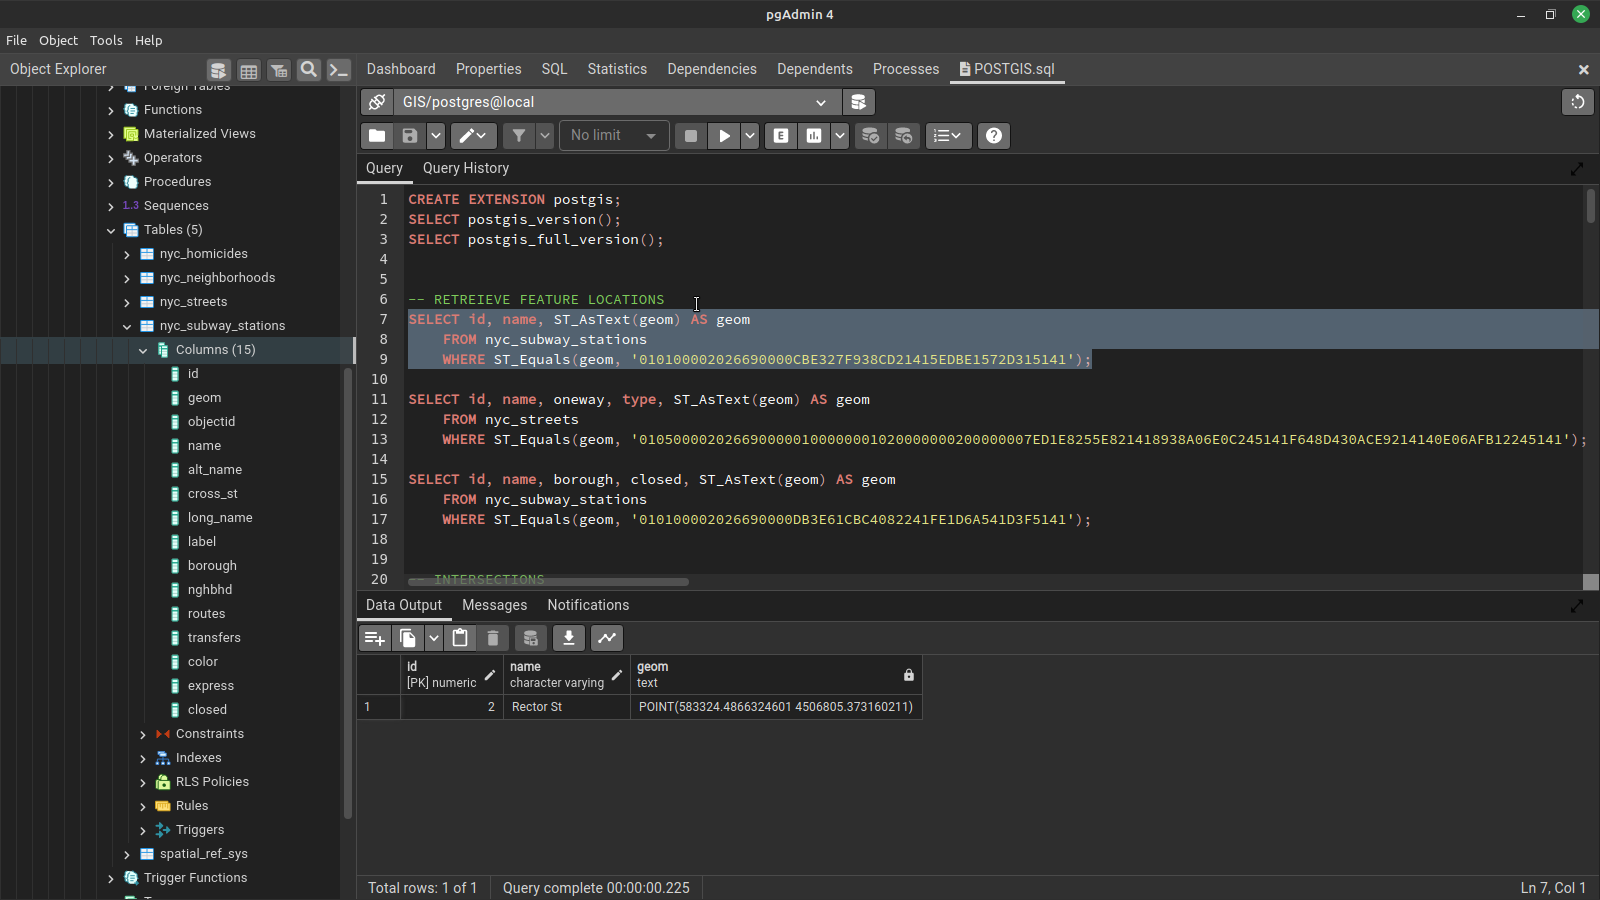 pgAdmin 4
File Object Tools Help
Object Explorer
Dashboard Properties SQL Statistics Dependencies Dependents Processes POSTGIS.sql
Foreign Tables
Functions
Materialized Views
Operators
Procedures
1.3 Sequences
Tables (5)
nyc_homicides
nyc_neighborhoods
nyc_streets
nyc_subway_stations
Columns (15)
id
geom
objectid
name
alt_name
cross_st
long_name
label
borough
nghbhd
routes
transfers
color
express
closed
Constraints
Indexes
RLS Policies
Rules
Triggers
spatial_ref_sys
Trigger Functions
GIS/postgres@local
No limit
E
Query Query History
1 CREATE EXTENSION postgis;
2 SELECT postgis_version();
3 SELECT postgis_full_version();
4
5
6 -- RETREIEVE FEATURE LOCATIONS
7 SELECT id, name, ST_AsText(geom) AS geom
8 FROM nyc_subway_stations
9 WHERE ST_Equals(geom, '010100002026690000CBE327F938CD21415EDBE1572D315141');
10
11 SELECT id, name, oneway, type, ST_AsText(geom) AS geom
12 FROM nyc_streets
13 WHERE ST_Equals(geom, '0105000020266900000100000001020000000200000007ED1E8255E821418938A06E0C245141F648D430ACE9214140E06AFB12245141');
14
15 SELECT id, name, borough, closed, ST_AsText(geom) AS geom
16 FROM nyc_subway_stations
17 WHERE ST_Equals(geom, '010100002026690000DB3E61CBC4082241FE1D6A541D3F5141');
18
19
20 -- INTERSECTIONS
Data Output Messages Notifications
id [PK] numeric
name character varying
geom text
1 2 Rector St POINT(583324.4866324601 4506805.373160211)
Total rows: 1 of 1 Query complete 00:00:00.225 Ln 7, Col 1